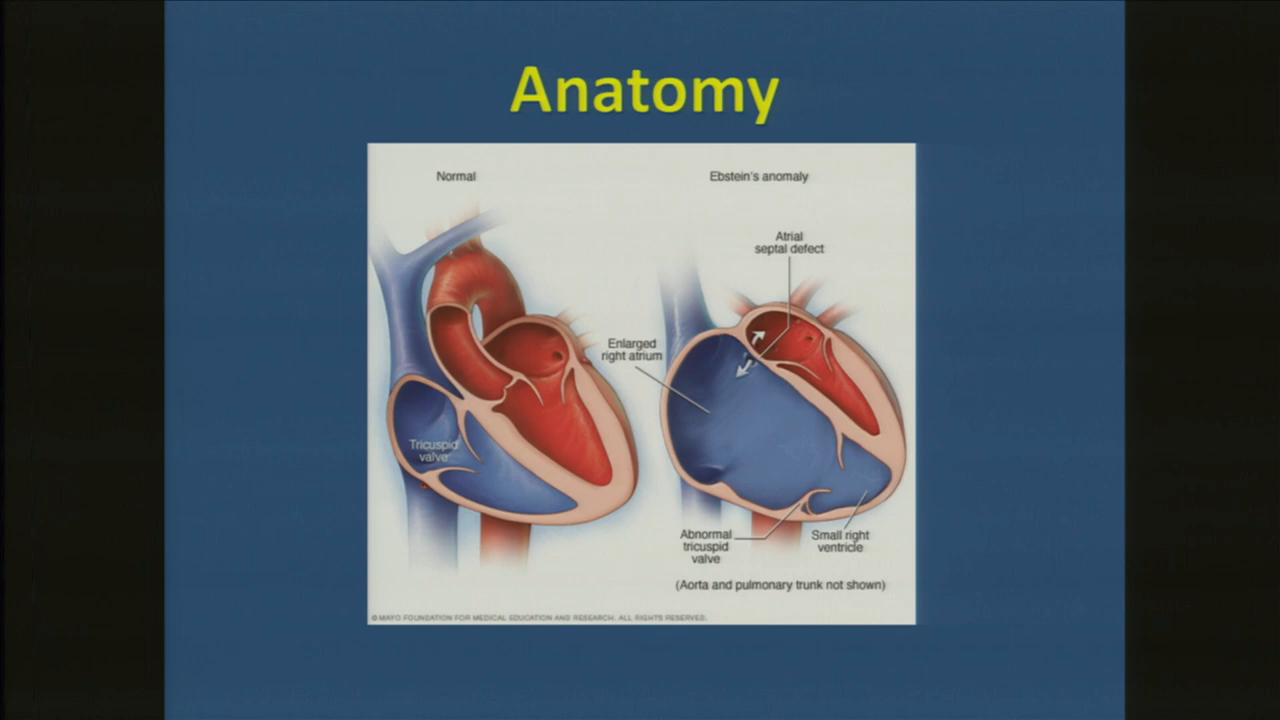 Anatomy
Normal
Ebstein's anomaly
Atrial
septal defect
Enlarged
right atrium
Tricuspid
valve
Abnormal
tricuspid
valve
Small right
ventricle
(Aorta and pulmonary trunk not shown)
© MAYO FOUNDATION FOR MEDICAL EDUCATION AND RESEARCH. ALL RIGHTS RESERVED.